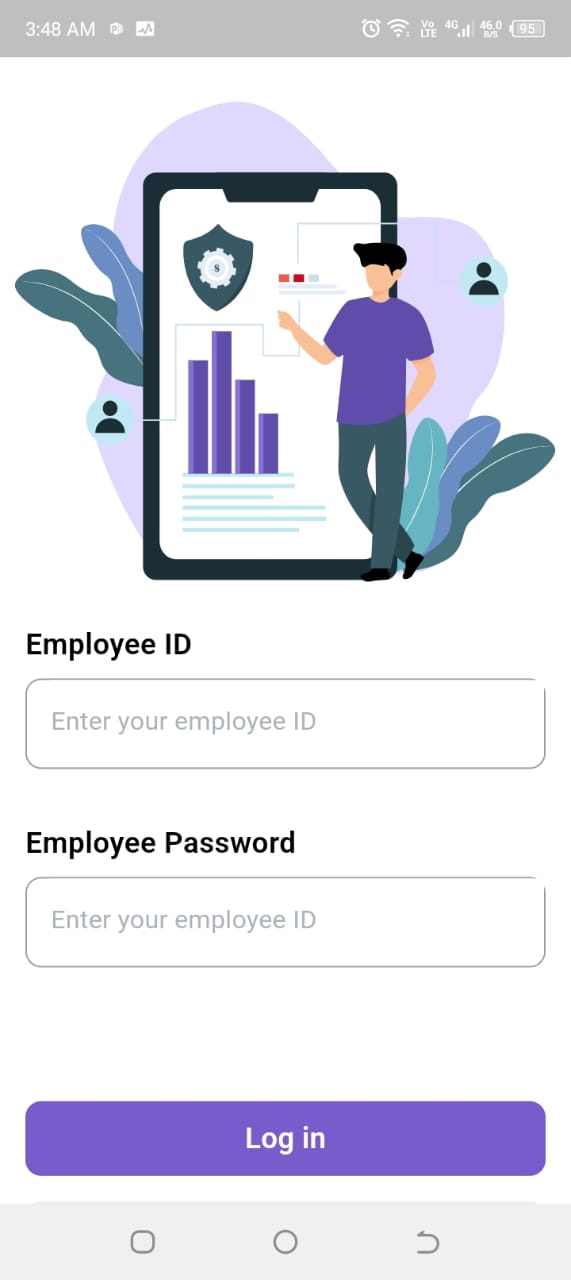 3:48 AM Vo LTE 4G 46.0 B/S 95
$
Employee ID
Enter your employee ID
Employee Password
Enter your employee ID
Log in